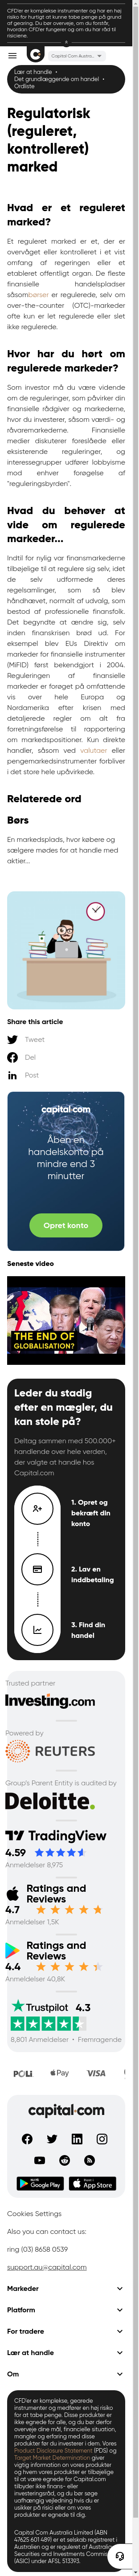 CFDer er komplekse instrumenter og har en høj
risiko for hurtigt at kunne tabe penge på grund af
gearing. Du bør overveje, om du forstår,
hvordan CFDer fungerer og om du har råd til
risiciene.
Capital Com Austra...
Lær at handle •
Det grundlæggende om handel •
Ordliste
Regulatorisk
(reguleret,
kontrolleret)
marked
Hvad er et reguleret
marked?
Et reguleret marked er et, der er
overvåget eller kontrolleret i et vist
omfang af regeringen eller et
etableret offentligt organ. De fleste
finansielle handelspladser
såsombørser er regulerede, selv om
over-the-counter (OTC)-markeder
ofte kun er let regulerede eller slet
ikke regulerede.
Hvor har du hørt om
regulerede markeder?
Som investor må du være vidende
om de reguleringer, som påvirker din
finansielle rådgiver og markederne,
hvor du investerer, såsom værdi- og
råvaremarkederne. Finansielle
medier diskuterer foreslåede eller
eksisterende reguleringer, og
interessegrupper udfører lobbyisme
mod enhver forøgelse af
"reguleringsbyrden".
Hvad du behøver at
vide om regulerede
markeder...
Indtil for nylig var finansmarkederne
tilbøjelige til at regulere sig selv, idet
de selv udformede deres
regelsamlinger, som så blev
håndhævet, normalt af udvalg, som
bestod af professionelle finansfolk.
Det begyndte at ændre sig, selv
inden finanskrisen bred ud. For
eksempel blev EUs Direktiv om
markeder for finansielle instrumenter
(MiFID) først bekendtgjort i 2004.
Reguleringen af finansielle
markeder er forøget på omfattende
vis over hele Europa og
Nordamerika efter krisen med
detaljerede regler om alt fra
forretningsførelse til rapportering
om markedspositioner. Kun direkte
handler, såsom ved valutaer eller
pengemarkedsinstrumenter forbliver
i det store hele upåvirkede.
Relaterede ord
Børs
En markedsplads, hvor købere og
sælgere mødes for at handle med
aktier...
Share this article
Tweet
Del
Post
capital com
Åben en
handelskonto på
mindre end 3
minutter
Opret konto
Seneste video
THE END OF
GLOBALISATION?
Leder du stadig
efter en mægler, du
kan stole på?
Deltag sammen med 500.000+
handlende over hele verden,
der valgte at handle hos
Capital.com
1. Opret og
bekræft din
konto
2. Lav en
inddbetaling
3. Find din
handel
Trusted partner
Investing.com
Powered by
REUTERS
Group's Parent Entity is audited by
Deloitte.
TradingView
4.59
Anmeldelser 8,975
Ratings and
Reviews
4.7
Anmeldelser 1,5K
Ratings and
Reviews
4.4
Anmeldelser 40,8K
Trustpilot 4.3
8,801 Anmeldelser • Fremragende
POLi Pay VISA
capital.com
GET IT ON Google Play Download on the App Store
Cookies Settings
Also you can contact us:
ring (03) 8658 0539
support.au@capital.com
Markeder
Platform
For tradere
Lær at handle
Om
CFD'er er komplekse, gearede
instrumenter, som medfører en høj
grad af risiko. Disse produkter er
ikke egnede for alle, og du bør derfor
overveje dine mål, finansielle situation,
trænger, og erfaring med disse
produkter før du investerer i dem. Vores
Product Disclosure Statement (PDS) og
Target Market Determination giver
vigtig information om vores produkter
og hvem vores produkter er tilbøjelige
til at være egnede for. Capital.com
tilbyder ikke finans- eller
investeringsråd, og du bør søge
uafhængig vejledning hvis du er
usikker på risici eller om vores
produkter er egnede til dig.
Capital Com Australia Limited (ABN
47 625 601 489) er et selskab registreret i
Australien og er reguleret af Australian
Securities and Investments Commission
(ASIC) under AFSL 513393.